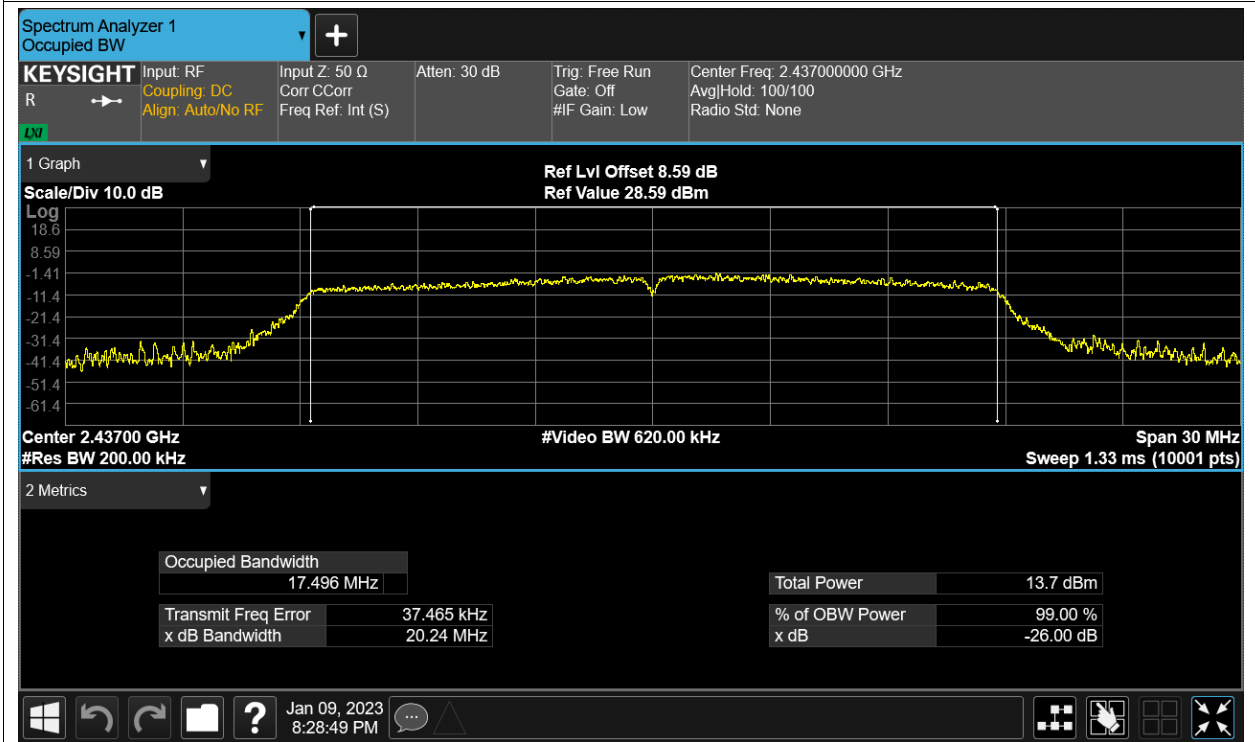 Spectrum Analyzer 1
Occupied BW
KEYSIGHT
R
LXI
Input: RF
Coupling: DC
Align: Auto/No RF
Input Z: 50 Ω
Corr CCorr
Freq Ref: Int (S)
Atten: 30 dB
Trig: Free Run
Gate: Off
#IF Gain: Low
Center Freq: 2.437000000 GHz
Avg|Hold: 100/100
Radio Std: None
1 Graph
Scale/Div 10.0 dB
Ref Lvl Offset 8.59 dB
Ref Value 28.59 dBm
Log
18.6
8.59
-1.41
-11.4
-21.4
-31.4
-41.4
-51.4
-61.4
Center 2.43700 GHz
#Res BW 200.00 kHz
#Video BW 620.00 kHz
Span 30 MHz
Sweep 1.33 ms (10001 pts)
2 Metrics
Occupied Bandwidth
17.496 MHz
Transmit Freq Error 37.465 kHz
x dB Bandwidth 20.24 MHz
Total Power 13.7 dBm
% of OBW Power 99.00 %
x dB -26.00 dB
?
Jan 09, 2023
8:28:49 PM